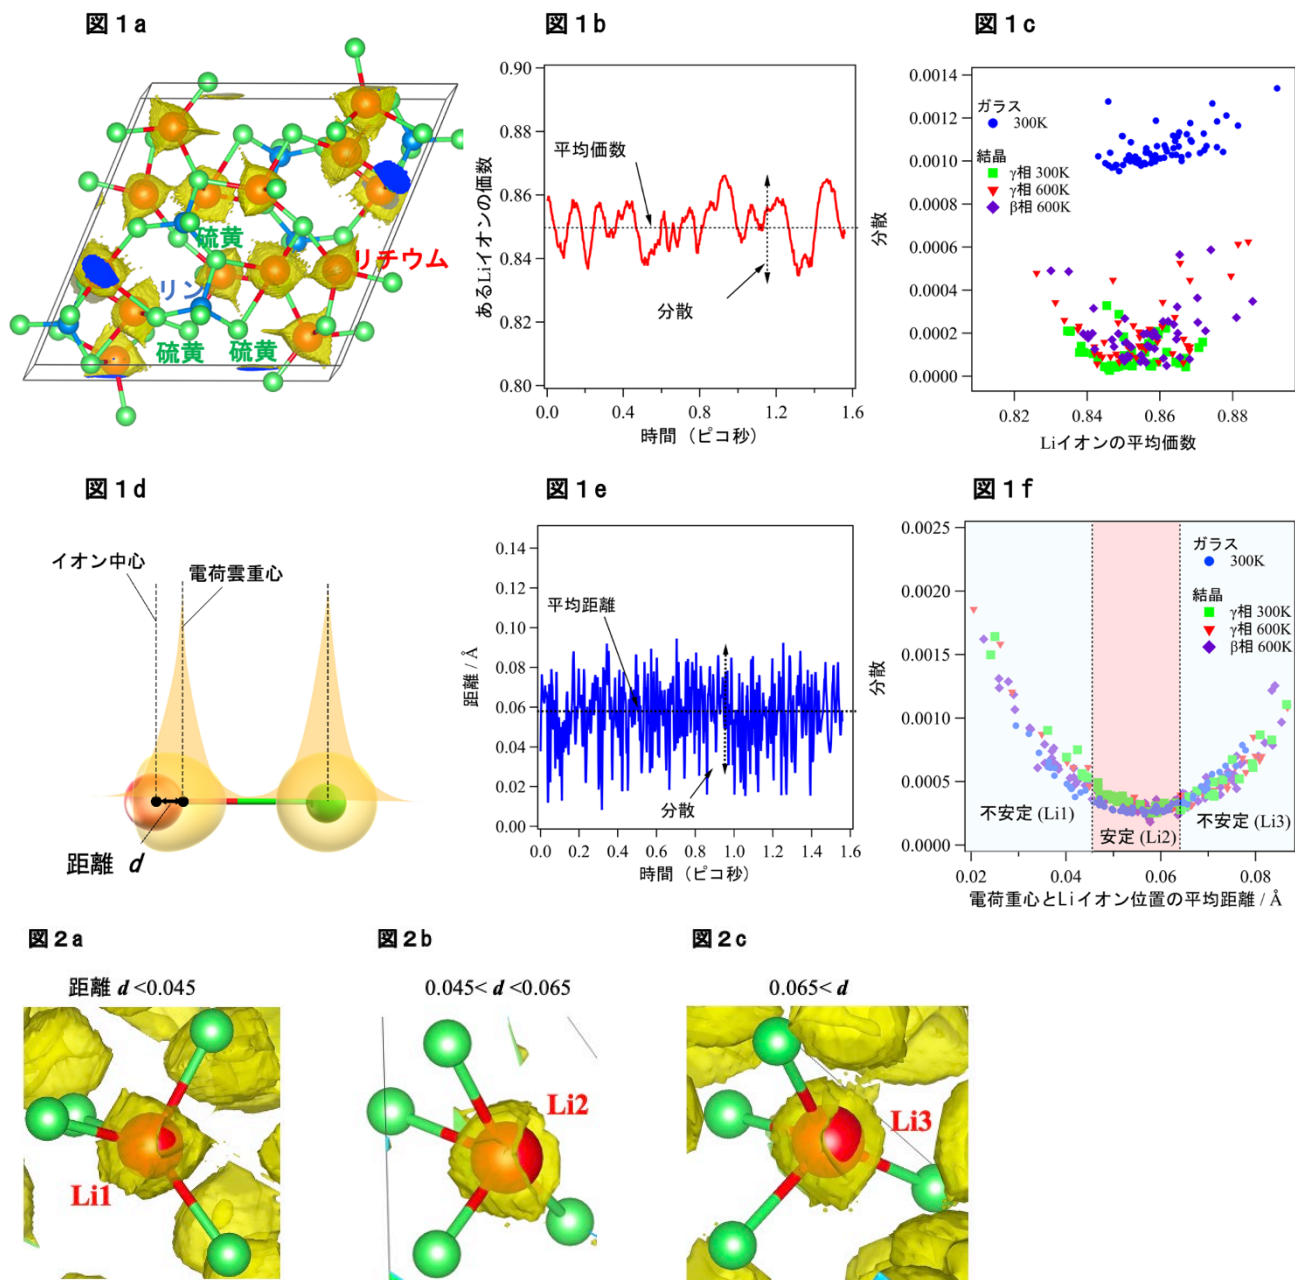 図1a
硫黄
リチウム
リン
硫黄
硫黄
図1b
0.90
0.88
0.86
0.84
0.82
0.80
あるLiイオンの価数
平均価数
分散
0.0
0.4
0.8
1.2
1.6
時間（ピコ秒）
図1c
0.0014
0.0012
0.0010
0.0008
0.0006
0.0004
0.0002
0.0000
分散
ガラス
300K
結晶
γ相 300K
γ相 600K
β相 600K
0.82
0.84
0.86
0.88
Liイオンの平均価数
図1d
イオン中心
電荷雲重心
距離 d
図1e
0.14
0.12
0.10
0.08
0.06
0.04
0.02
0.00
距離 / Å
平均距離
分散
0.0
0.2
0.4
0.6
0.8
1.0
1.2
1.4
1.6
時間（ピコ秒）
図1f
0.0025
0.0020
0.0015
0.0010
0.0005
0.0000
分散
ガラス
300K
結晶
γ相 300K
γ相 600K
β相 600K
不安定 (Li1)
安定 (Li2)
不安定 (Li3)
0.02
0.04
0.06
0.08
電荷重心とLiイオン位置の平均距離 / Å
図2a
距離 d <0.045
Li1
図2b
0.045< d <0.065
Li2
図2c
0.065< d
Li3